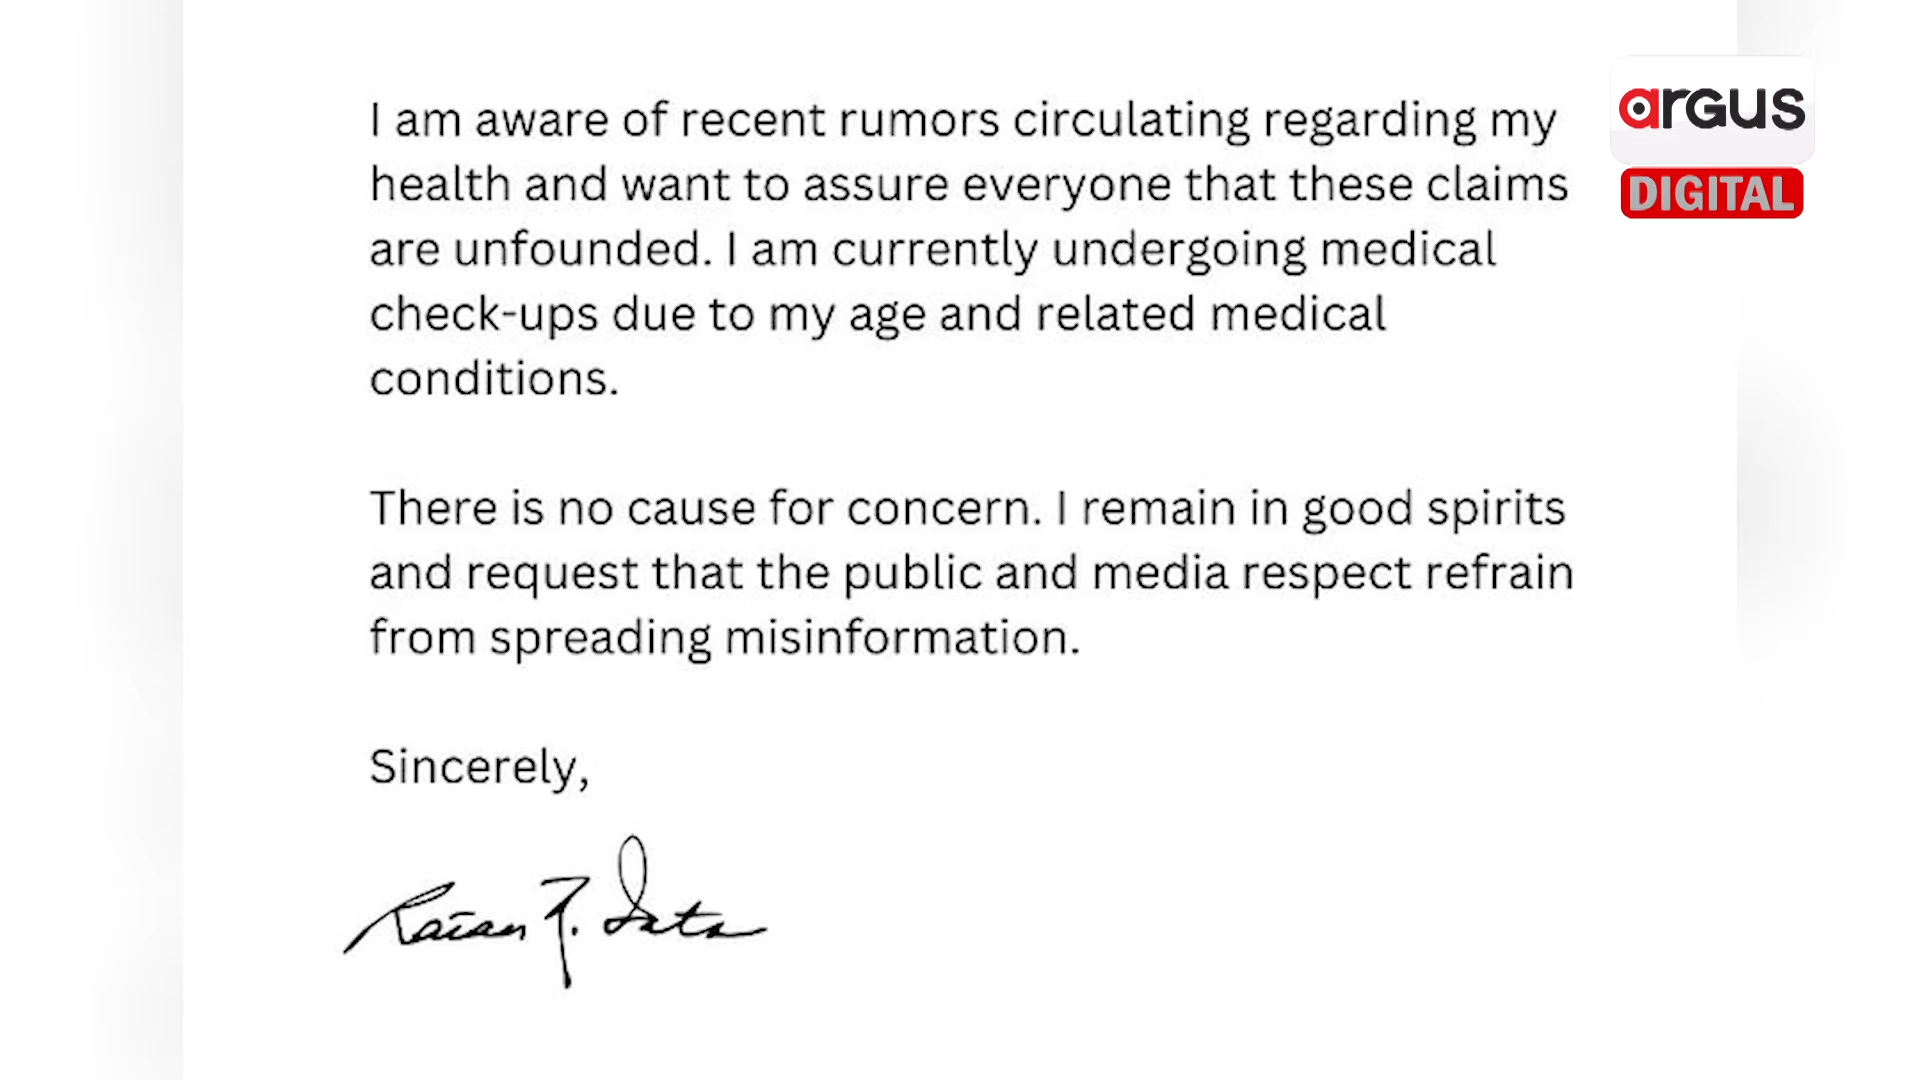 argus
DIGITAL
I am aware of recent rumors circulating regarding my
health and want to assure everyone that these claims
are unfounded. I am currently undergoing medical
check-ups due to my age and related medical
conditions.
There is no cause for concern. I remain in good spirits
and request that the public and media respect refrain
from spreading misinformation.
Sincerely,
Ratan N. Tata